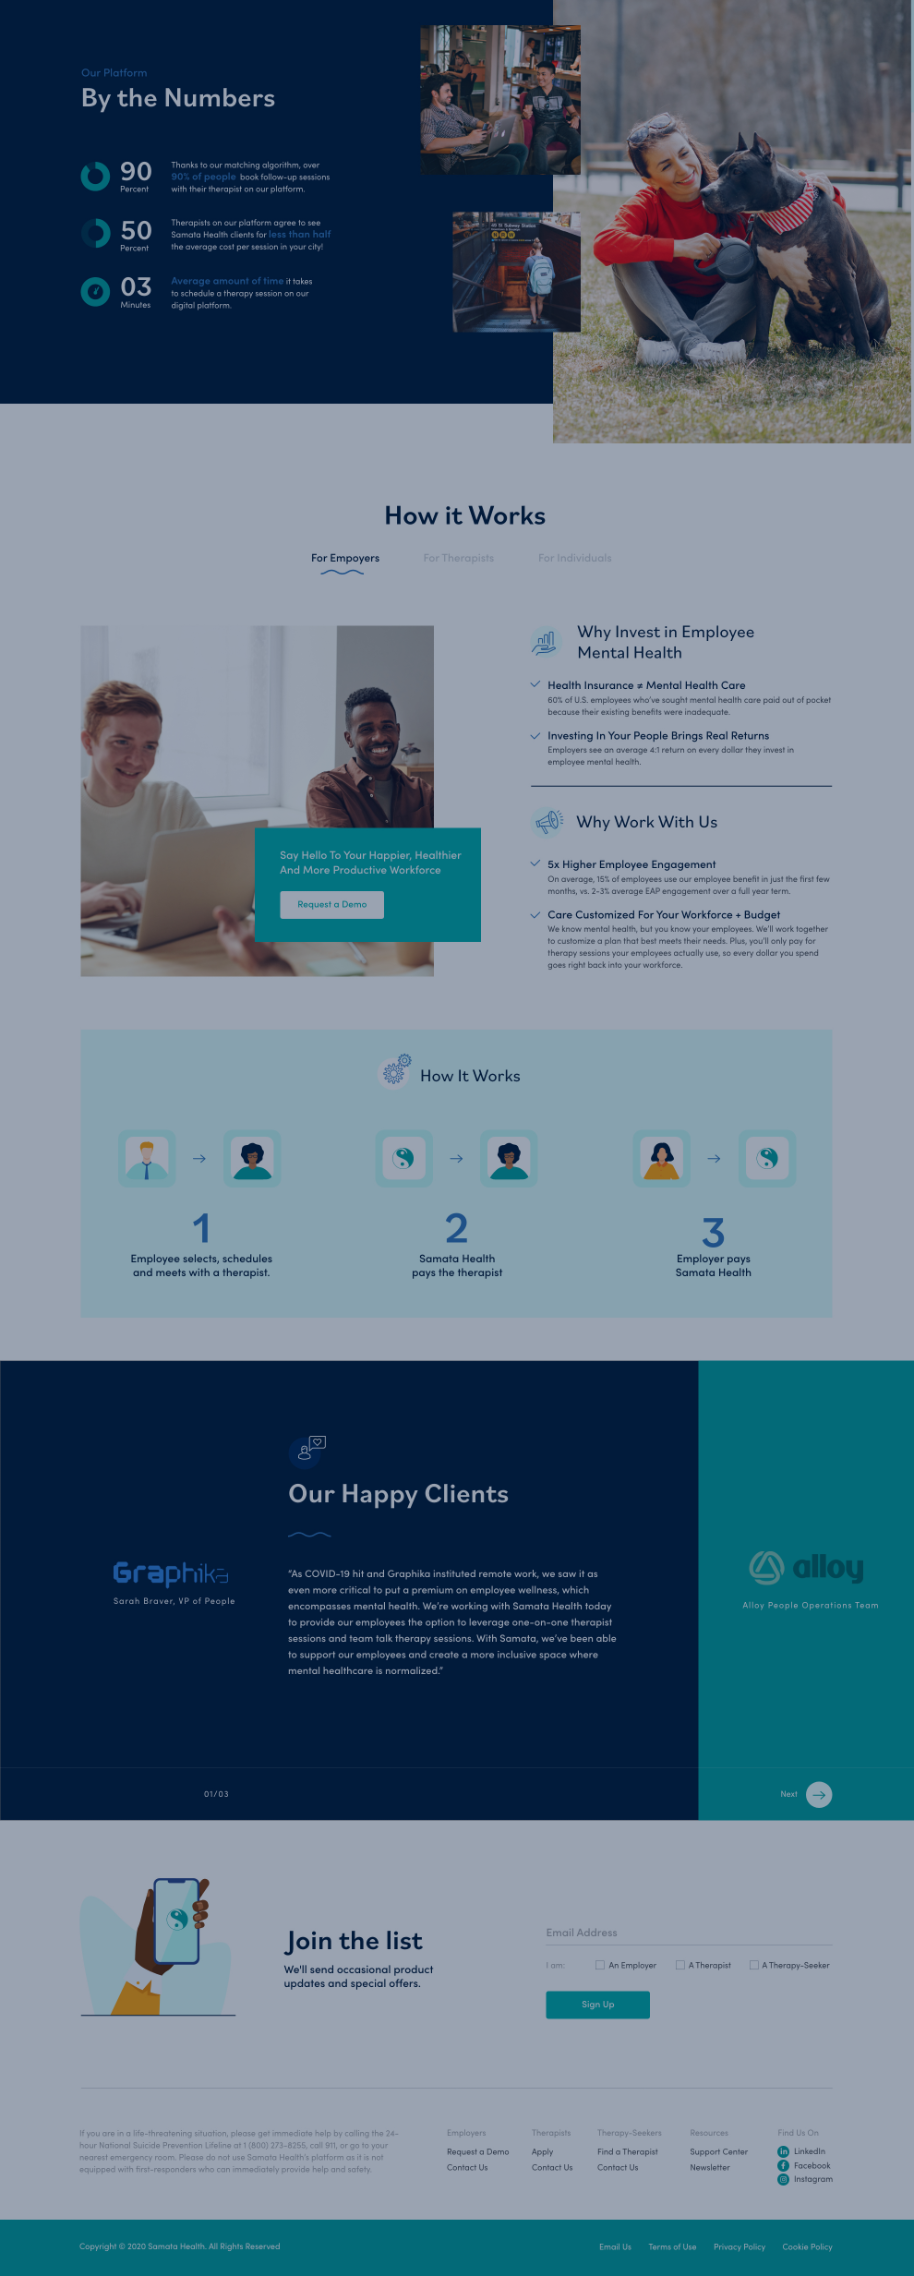 Our Platform
By the Numbers
90
Percent
Thanks to our matching algorithm, over
90% of people book follow-up sessions
with their therapist on our platform.
50
Percent
Therapists on our platform agree to see
Samata Health clients for less than half
the average cost per session in your city!
03
Minutes
Average amount of time it takes
to schedule a therapy session on our
digital platform.
How it Works
For Empoyers
For Therapists
For Individuals
Why Invest in Employee
Mental Health
Health Insurance ≠ Mental Health Care
60% of U.S. employees who've sought mental health care paid out of pocket
because their existing benefits were inadequate.
Investing In Your People Brings Real Returns
Employers see an average 4:1 return on every dollar they invest in
employee mental health.
Say Hello To Your Happier, Healthier
And More Productive Workforce
Request a Demo
Why Work With Us
5x Higher Employee Engagement
On average, 15% of employees use our employee benefit in just the first few
months, vs. 2-3% average EAP engagement over a full year term.
Care Customized For Your Workforce + Budget
We know mental health, but you know your employees. We'll work together
to customize a plan that best meets their needs. Plus, you'll only pay for
therapy sessions your employees actually use, so every dollar you spend
goes right back into your workforce.
How It Works
1
Employee selects, schedules
and meets with a therapist.
2
Samata Health
pays the therapist
3
Employer pays
Samata Health
Our Happy Clients
Graphika
Sarah Braver, VP of People
"As COVID-19 hit and Graphika instituted remote work, we saw it as
even more critical to put a premium on employee wellness, which
encompasses mental health. We're working with Samata Health today
to provide our employees the option to leverage one-on-one therapist
sessions and team talk therapy sessions. With Samata, we've been able
to support our employees and create a more inclusive space where
mental healthcare is normalized."
alloy
Alloy People Operations Team
01/03
Next
Join the list
We'll send occasional product
updates and special offers.
Email Address
I am:
An Employer
A Therapist
A Therapy-Seeker
Sign Up
If you are in a life-threatening situation, please get immediate help by calling the 24-
hour National Suicide Prevention Lifeline at 1 (800) 273-8255, call 911, or go to your
nearest emergency room. Please do not use Samata Health's platform as it is not
equipped with first-responders who can immediately provide help and safety.
Employers
Request a Demo
Contact Us
Therapists
Apply
Contact Us
Therapy-Seekers
Find a Therapist
Contact Us
Resources
Support Center
Newsletter
Find Us On
LinkedIn
Facebook
Instagram
Copyright © 2020 Samata Health. All Rights Reserved
Email Us
Terms of Use
Privacy Policy
Cookie Policy